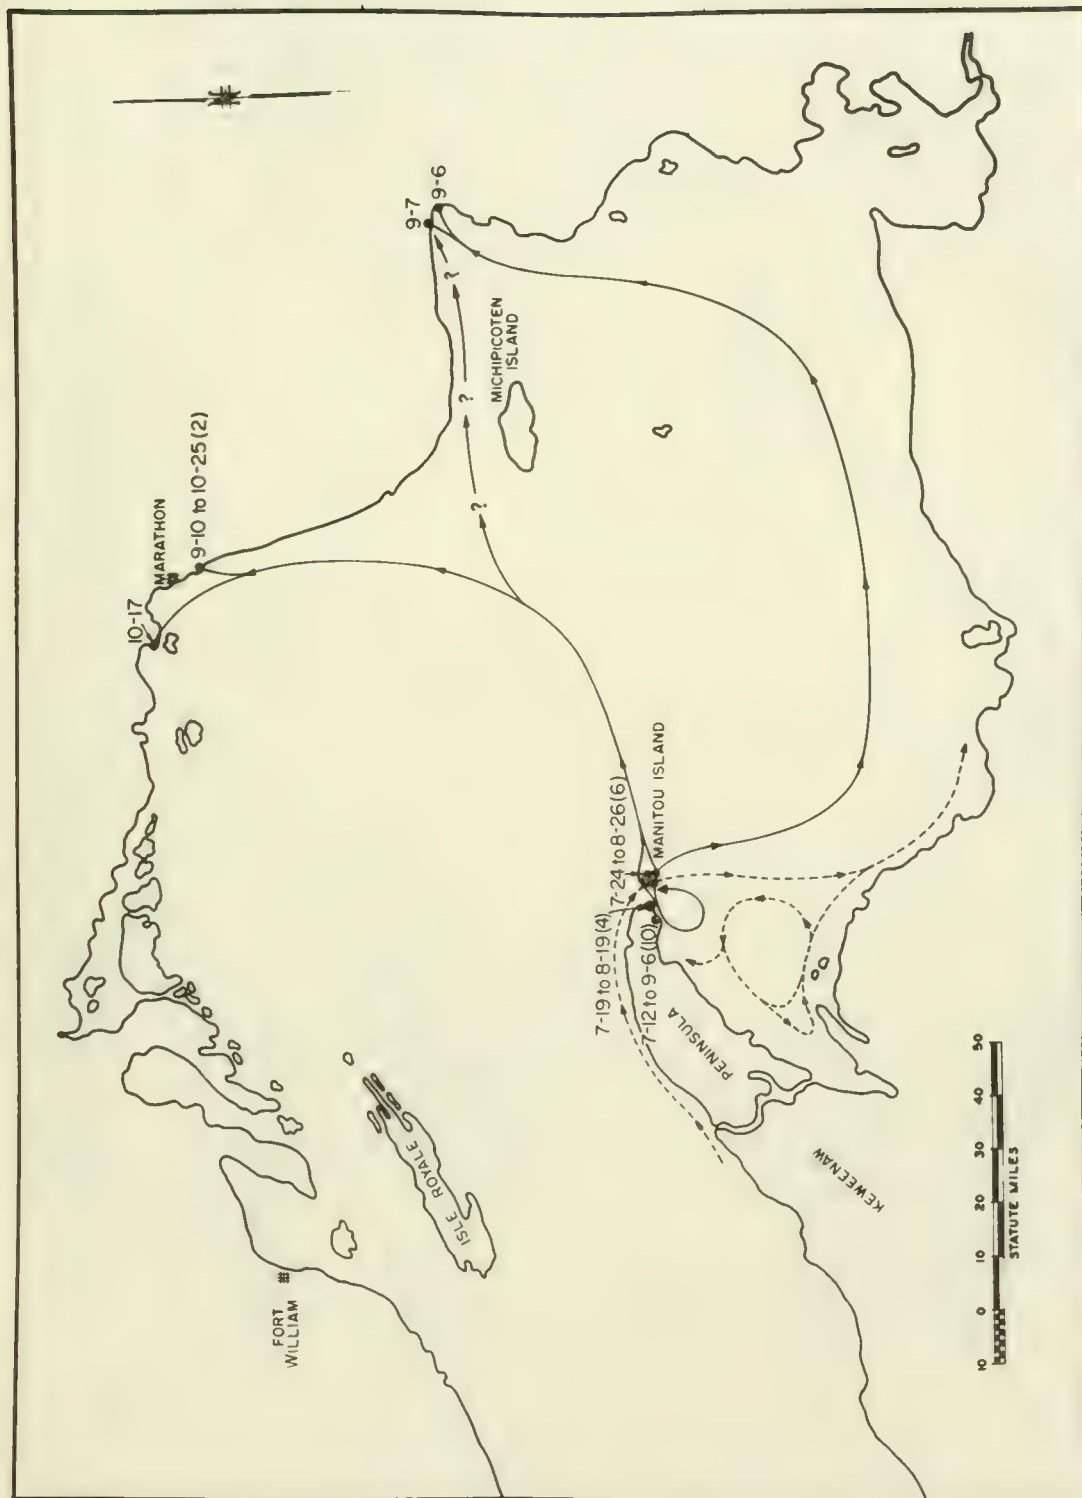 10-17
MARATHON
9-10 to 10-25 (2)
9-7
9-6
MICHIPICOTEN
ISLAND
?
?
?
FORT
WILLIAM
ISLE ROYALE
7-19 to 8-19 (4)
7-24 to 8-26 (6)
7-12 to 9-6 (10)
MANITOU ISLAND
PENINSULA
KEWEENAW
10 0 10 20 30 40 50
STATUTE MILES